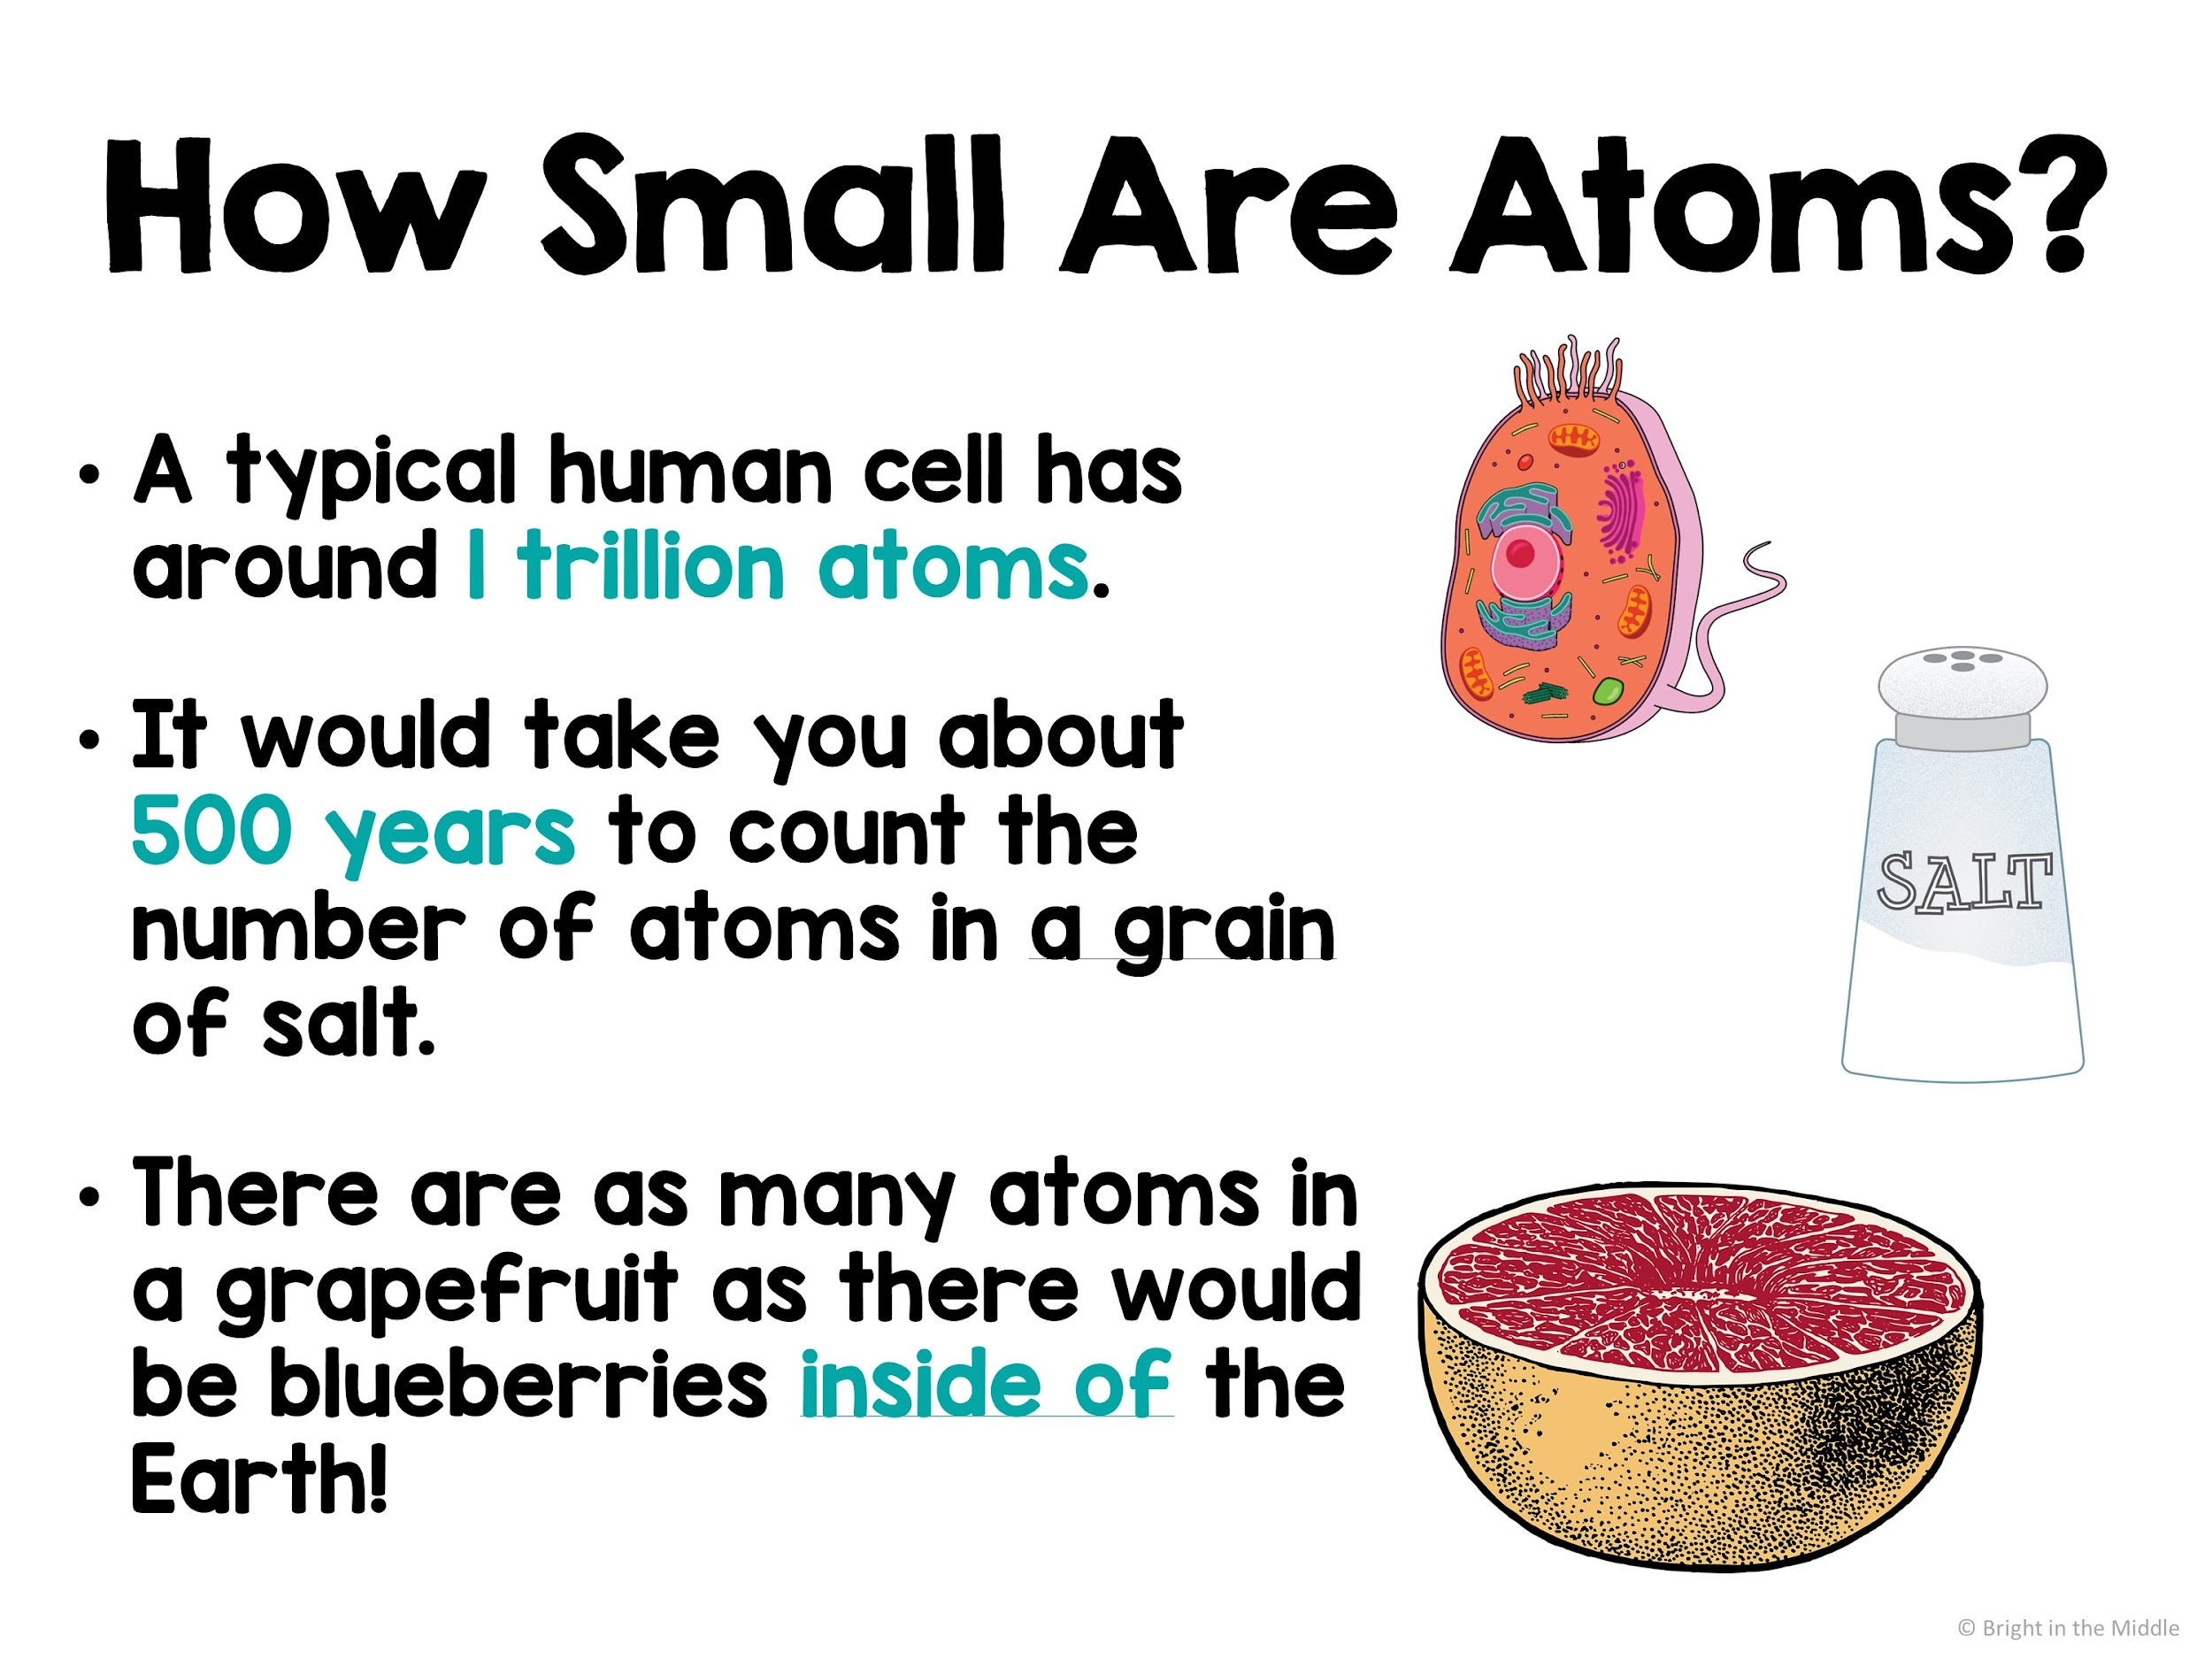 How Small Are Atoms?
• A typical human cell has
around 1 trillion atoms.
• It would take you about
500 years to count the
number of atoms in a grain
of salt.
SALT
• There are as many atoms in
a grapefruit as there would
be blueberries inside of the
Earth!
© Bright in the Middle